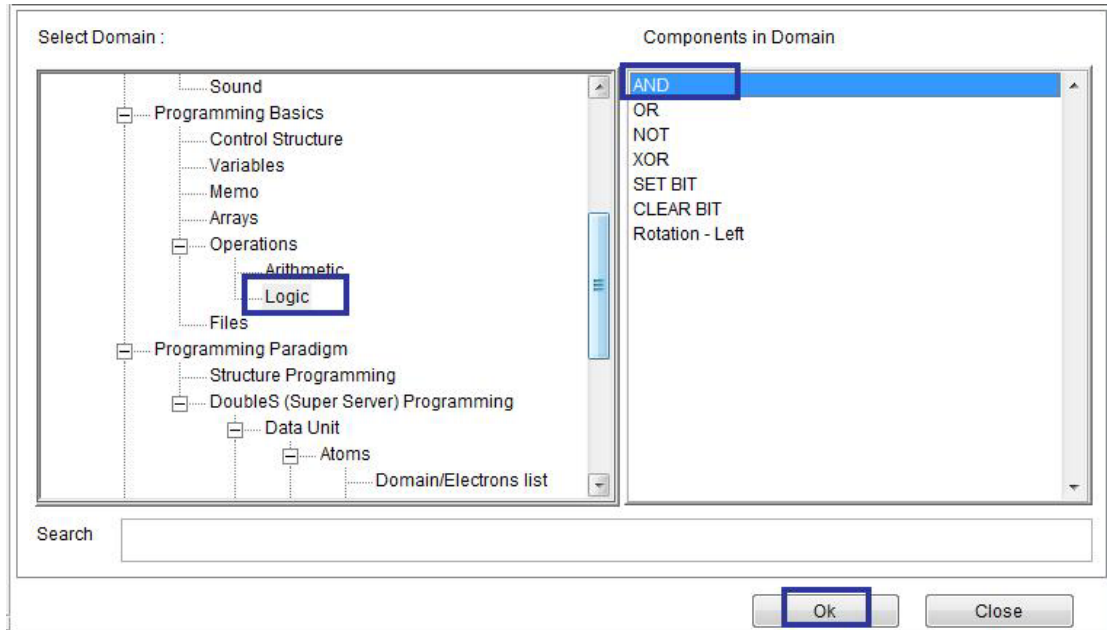 Select Domain :
Sound
Programming Basics
Control Structure
Variables
Memo
Arrays
Operations
Arithmetic
Logic
Files
Programming Paradigm
Structure Programming
DoubleS (Super Server) Programming
Data Unit
Atoms
Domain/Electrons list
Components in Domain
AND
OR
NOT
XOR
SET BIT
CLEAR BIT
Rotation - Left
Search
Ok
Close